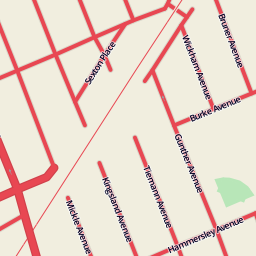 Bruner Avenue
Wickham Avenue
Sexton Place
Burke Avenue
Gunther Avenue
Tiemann Avenue
Kingsland Avenue
Mickle Avenue
Hammersley Avenue